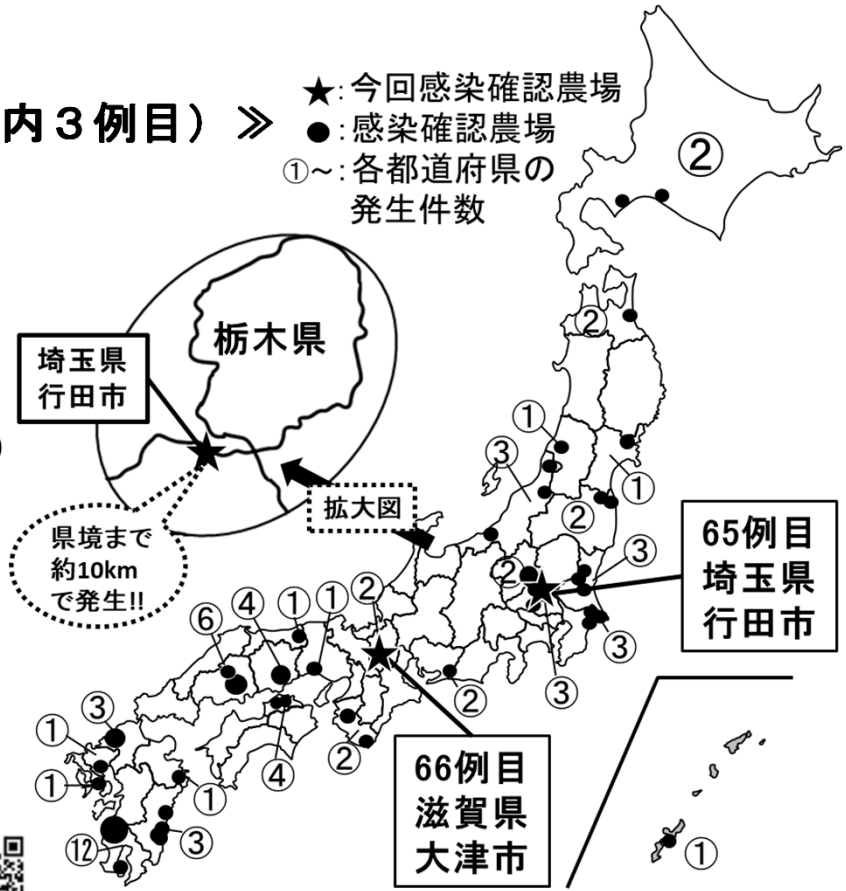 内３例目）≫
★：今回感染確認農場
●：感染確認農場
①～：各都道府県の
発生件数
栃木県
埼玉県
行田市
拡大図
県境まで
約10km
で発生!!
②
②
①
③
①
②
③
②
③
③
65例目
埼玉県
行田市
②
①
①
④
⑥
②
②
④
③
①
①
①
③
⑫
66例目
滋賀県
大津市
①